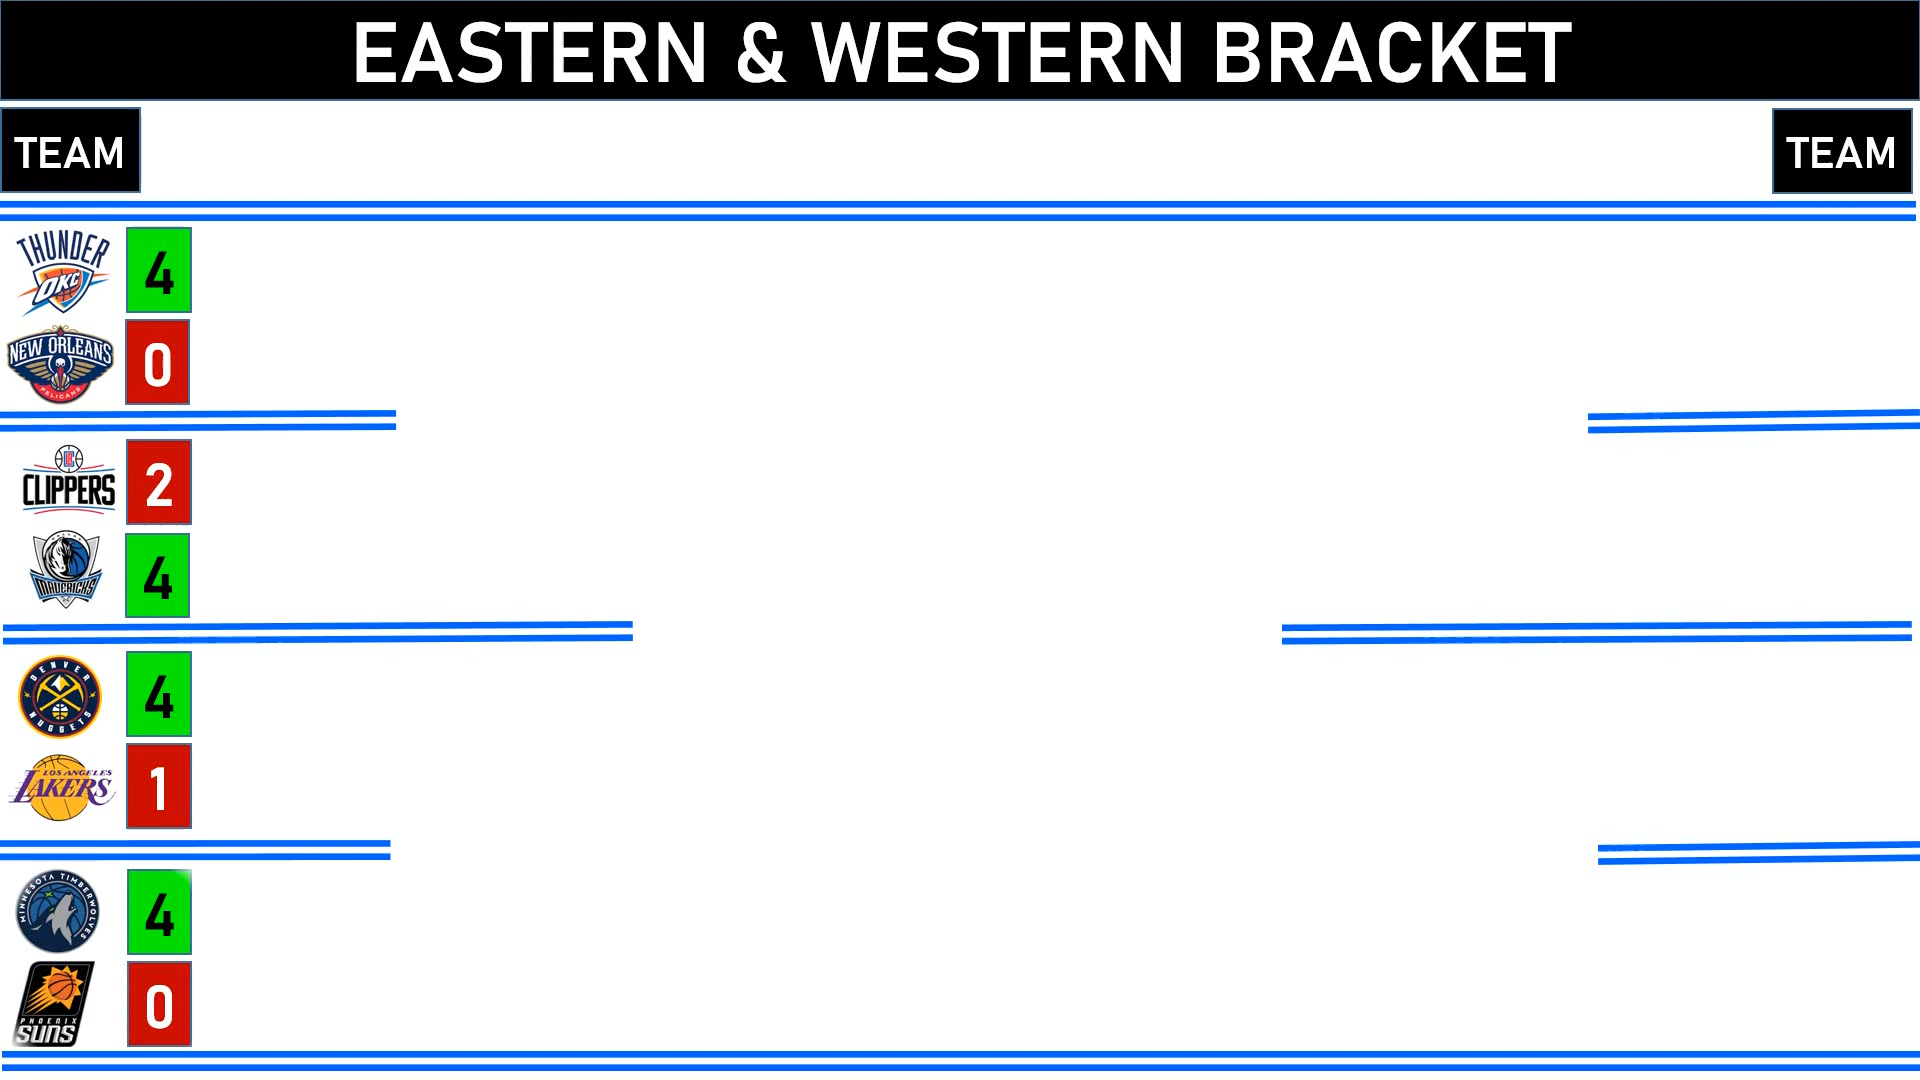 EASTERN & WESTERN BRACKET
TEAM
TEAM
THUNDER
OKC
4
NEW ORLEANS
PELICANS
0
CLIPPERS
2
MAVERICKS
4
DENVER
NUGGETS
4
LOS ANGELES
LAKERS
1
MINNESOTA TIMBERWOLVES
4
PHOENIX
SUNS
0